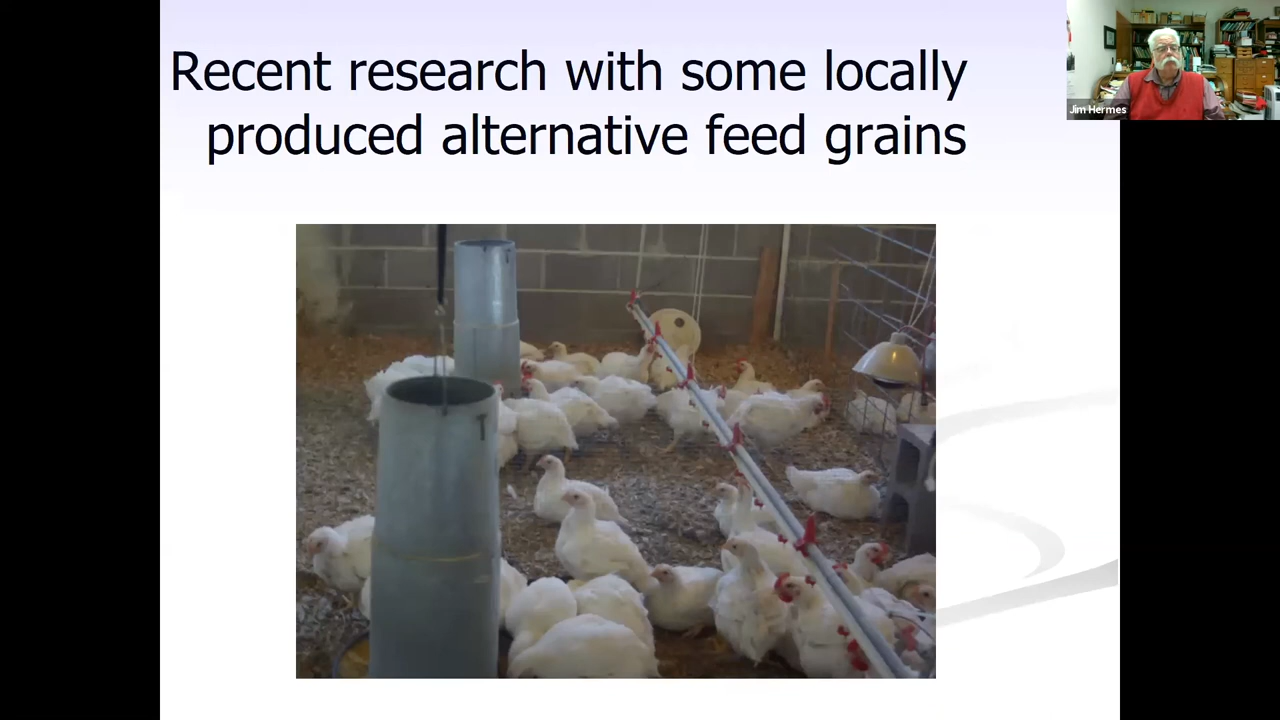 Recent research with some locally
produced alternative feed grains
Jim Hermes